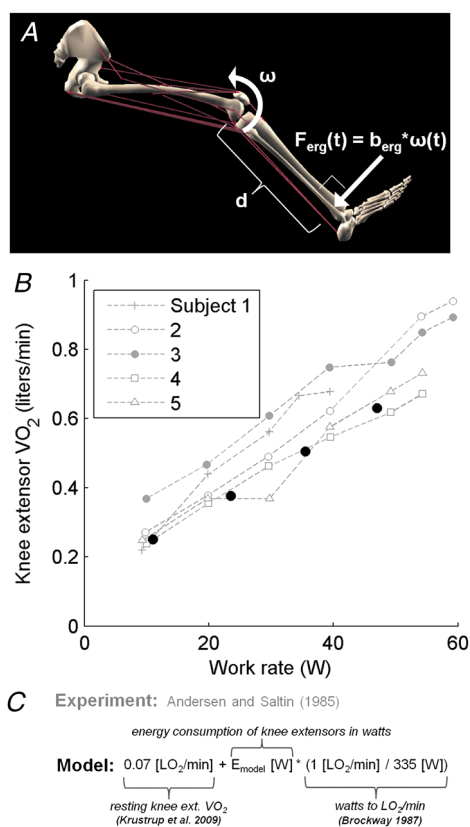 A
ω
F_erg(t) = b_erg*ω(t)
d
B
1
0.8
0.6
0.4
0.2
0
Knee extensor VO₂ (liters/min)
Subject 1
2
3
4
5
0 20 40 60
Work rate (W)
C Experiment: Andersen and Saltin (1985)
energy consumption of knee extensors in watts
Model: 0.07 [LO₂/min] + E_model [W] * (1 [LO₂/min] / 335 [W])
resting knee ext. VO₂ watts to LO₂/min
(Krustrup et al. 2009) (Brockway 1987)